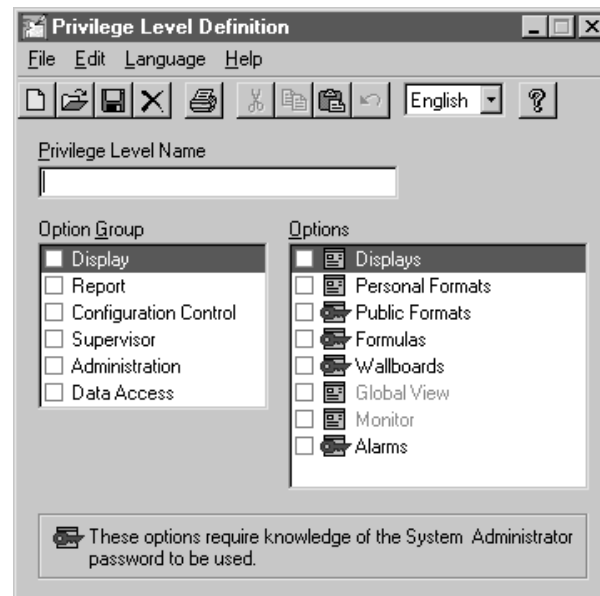 Privilege Level Definition
File Edit Language Help
English
Privilege Level Name
Option Group
Display
Report
Configuration Control
Supervisor
Administration
Data Access
Options
Displays
Personal Formats
Public Formats
Formulas
Wallboards
Global View
Monitor
Alarms
These options require knowledge of the System Administrator
password to be used.